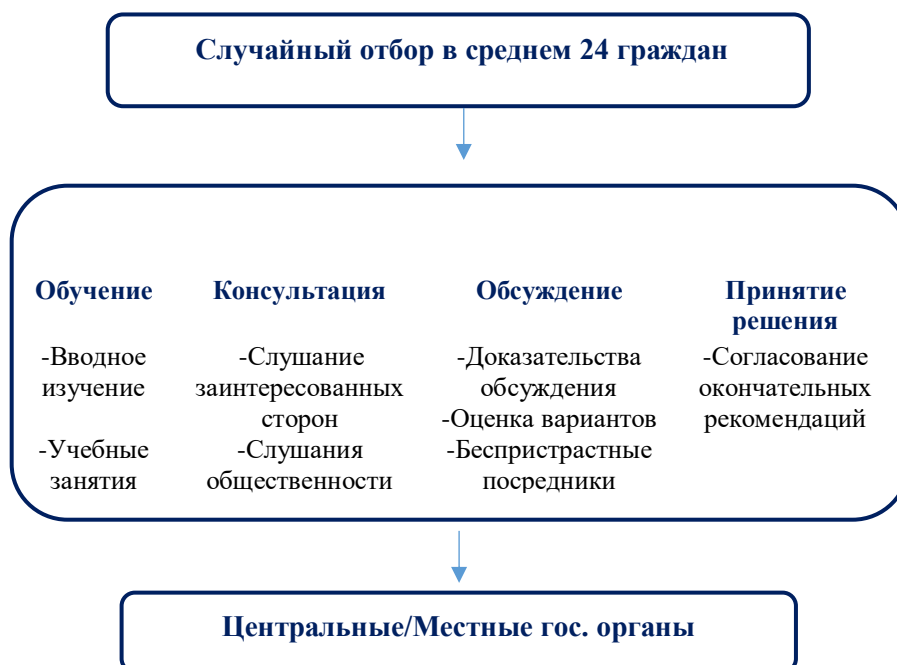 Случайный отбор в среднем 24 граждан
Обучение
-Вводное
изучение
-Учебные
занятия
Консультация
-Слушание
заинтересованных
сторон
-Слушания
общественности
Обсуждение
-Доказательства
обсуждения
-Оценка вариантов
-Беспристрастные
посредники
Принятие
решения
-Согласование
окончательных
рекомендаций
Центральные/Местные гос. органы